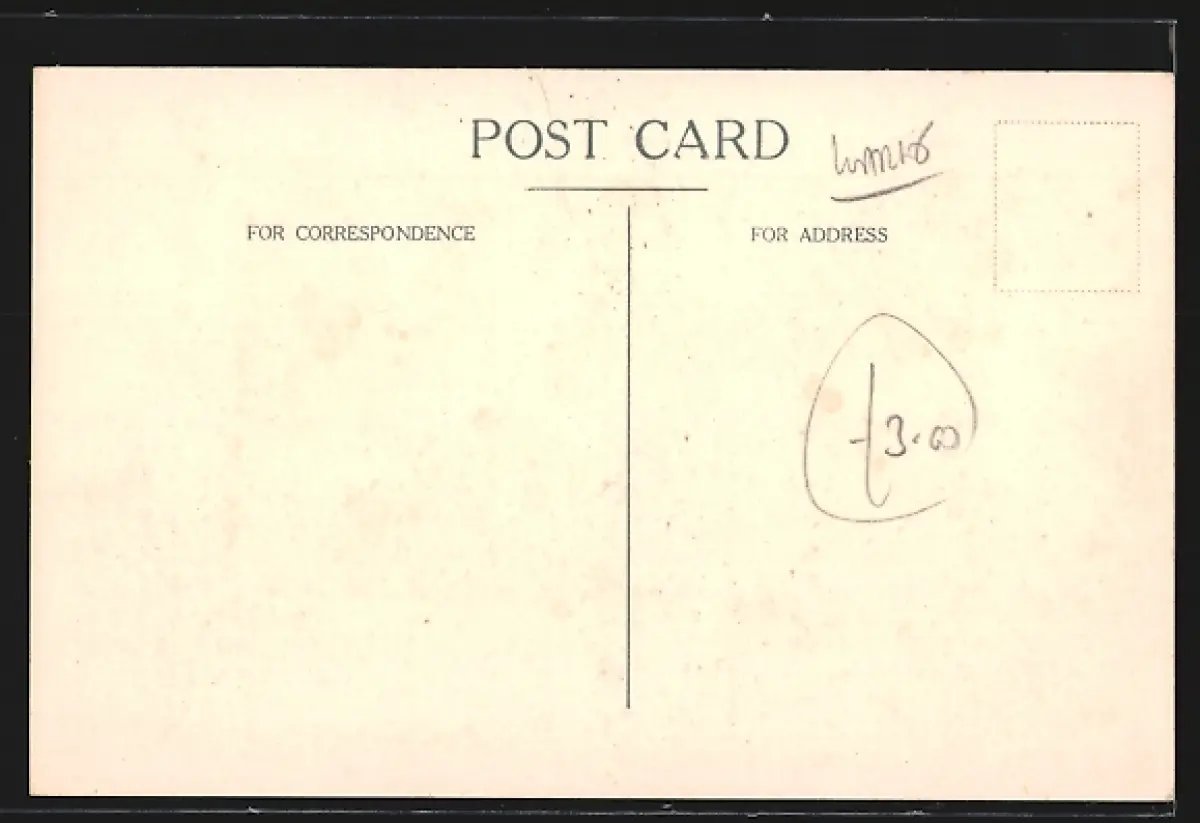 POST CARD
FOR CORRESPONDENCE
FOR ADDRESS
3.00